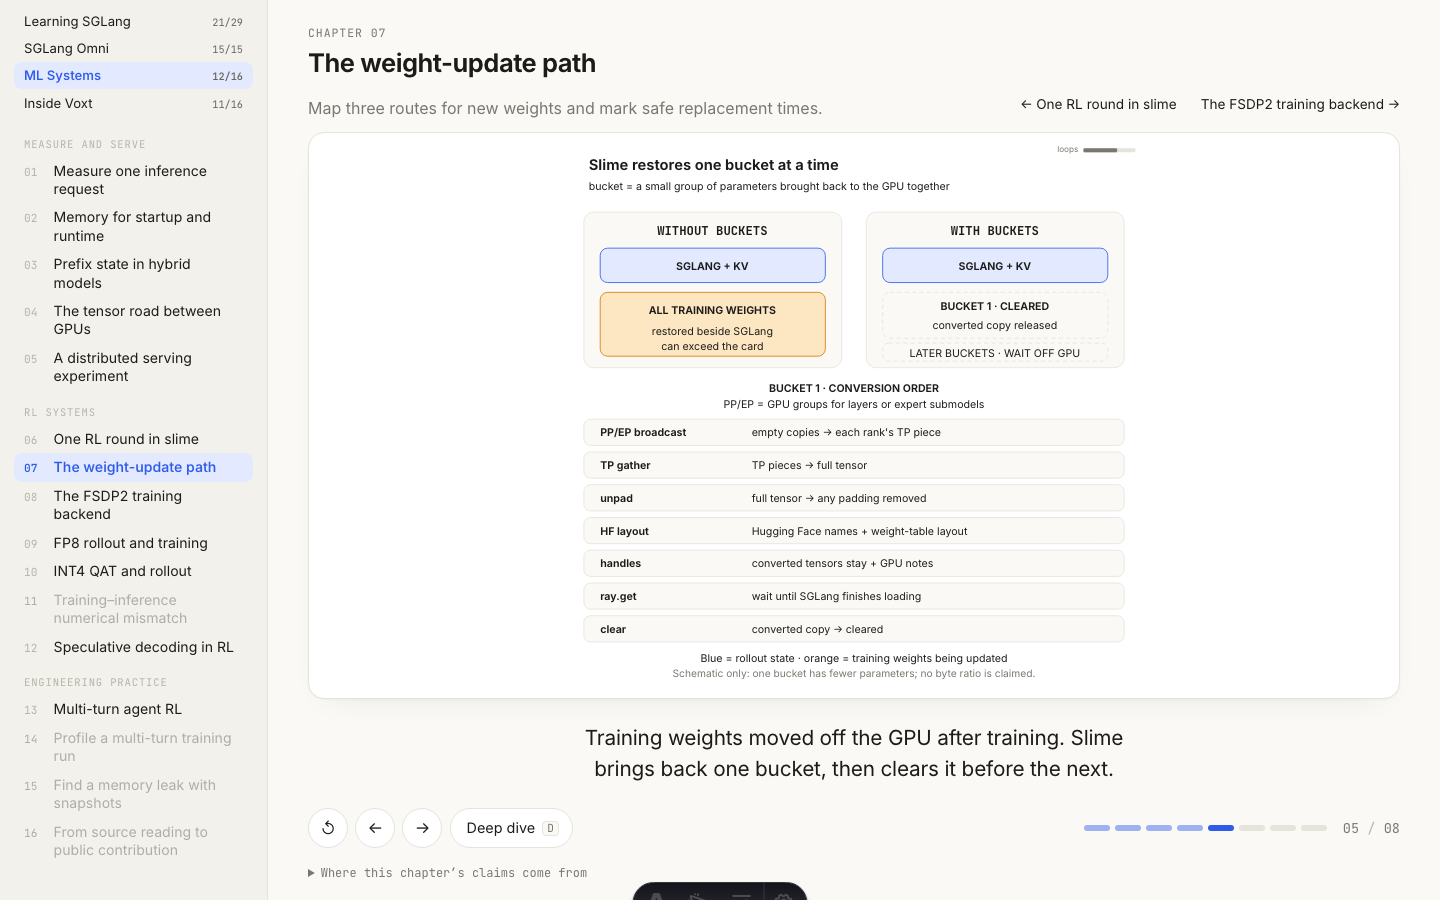 Learning SGLang 21/29
SGLang Omni 15/15
ML Systems 12/16
Inside Voxt 11/16
MEASURE AND SERVE
01 Measure one inference
request
02 Memory for startup and
runtime
03 Prefix state in hybrid
models
04 The tensor road between
GPUs
05 A distributed serving
experiment
RL SYSTEMS
06 One RL round in slime
07 The weight-update path
08 The FSDP2 training
backend
09 FP8 rollout and training
10 INT4 QAT and rollout
11 Training–inference
numerical mismatch
12 Speculative decoding in RL
ENGINEERING PRACTICE
13 Multi-turn agent RL
14 Profile a multi-turn training
run
15 Find a memory leak with
snapshots
16 From source reading to
public contribution
CHAPTER 07
The weight-update path
Map three routes for new weights and mark safe replacement times.
← One RL round in slime The FSDP2 training backend →
loops
Slime restores one bucket at a time
bucket = a small group of parameters brought back to the GPU together
WITHOUT BUCKETS
SGLANG + KV
ALL TRAINING WEIGHTS
restored beside SGLang
can exceed the card
WITH BUCKETS
SGLANG + KV
BUCKET 1 · CLEARED
converted copy released
LATER BUCKETS · WAIT OFF GPU
BUCKET 1 · CONVERSION ORDER
PP/EP = GPU groups for layers or expert submodels
PP/EP broadcast empty copies → each rank's TP piece
TP gather TP pieces → full tensor
unpad full tensor → any padding removed
HF layout Hugging Face names + weight-table layout
handles converted tensors stay + GPU notes
ray.get wait until SGLang finishes loading
clear converted copy → cleared
Blue = rollout state · orange = training weights being updated
Schematic only: one bucket has fewer parameters; no byte ratio is claimed.
Training weights moved off the GPU after training. Slime
brings back one bucket, then clears it before the next.
Deep dive D
05 / 08
Where this chapter's claims come from